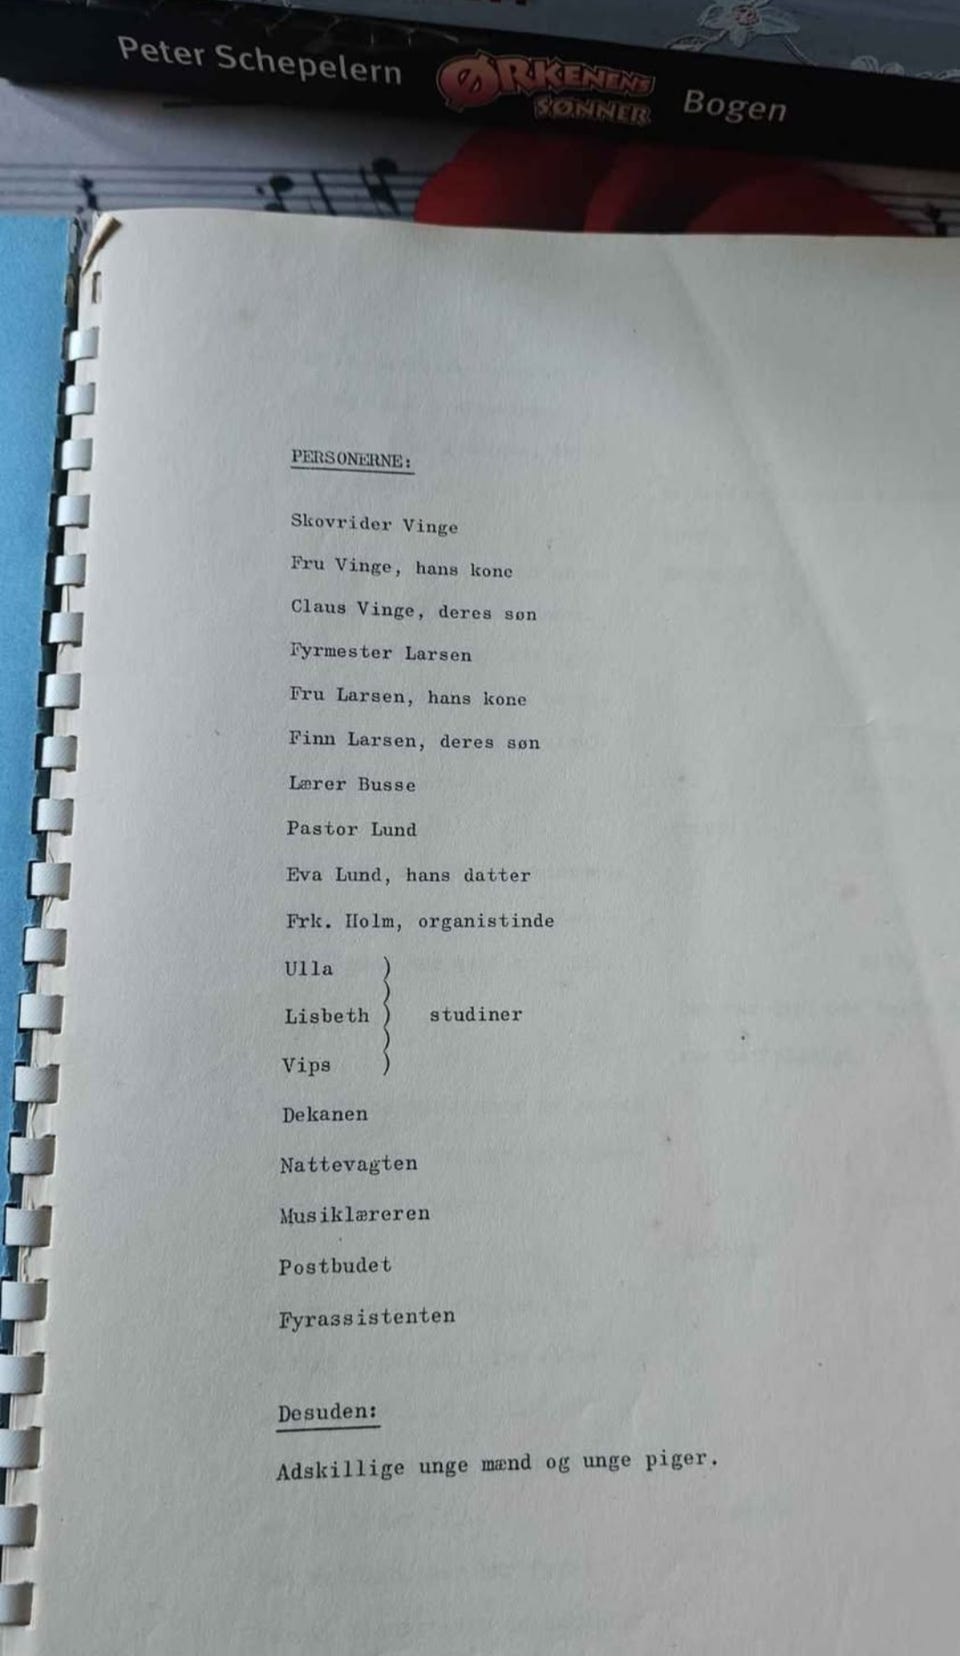 Peter Schepelern ØRKENENS SØNNER Bogen
PERSONERNE:
Skovrider Vinge
Fru Vinge, hans kone
Claus Vinge, deres søn
Fyrmester Larsen
Fru Larsen, hans kone
Finn Larsen, deres søn
Lærer Busse
Pastor Lund
Eva Lund, hans datter
Frk. Holm, organistinde
Ulla )
)
Lisbeth ) studiner
)
Vips )
Dekanen
Nattevagten
Musiklæreren
Postbudet
Fyrassistenten
Desuden:
Adskillige unge mænd og unge piger.